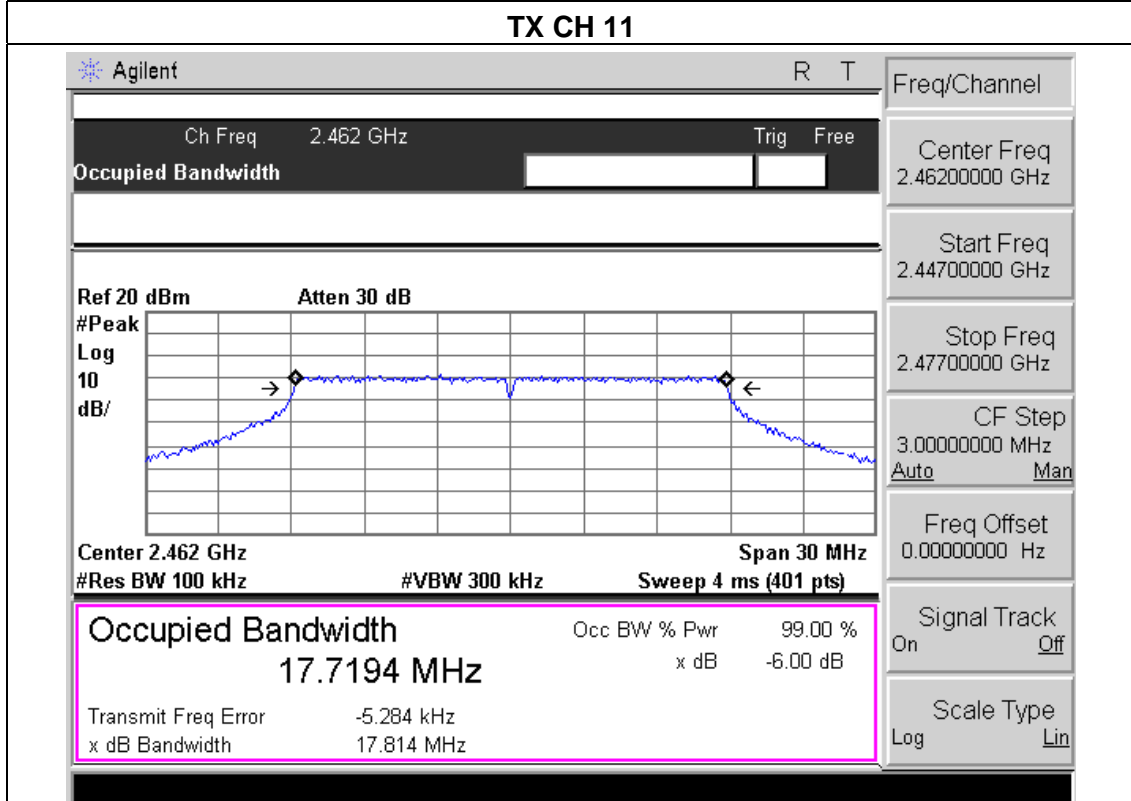 TX CH 11
Agilent R T
Ch Freq 2.462 GHz Trig Free
Occupied Bandwidth
Ref 20 dBm Atten 30 dB
#Peak
Log
10
dB/
Center 2.462 GHz Span 30 MHz
#Res BW 100 kHz #VBW 300 kHz Sweep 4 ms (401 pts)
Occupied Bandwidth Occ BW % Pwr 99.00 %
17.7194 MHz x dB -6.00 dB
Transmit Freq Error -5.284 kHz
x dB Bandwidth 17.814 MHz
Freq/Channel
Center Freq
2.46200000 GHz
Start Freq
2.44700000 GHz
Stop Freq
2.47700000 GHz
CF Step
3.00000000 MHz
Auto Man
Freq Offset
0.00000000 Hz
Signal Track
On Off
Scale Type
Log Lin